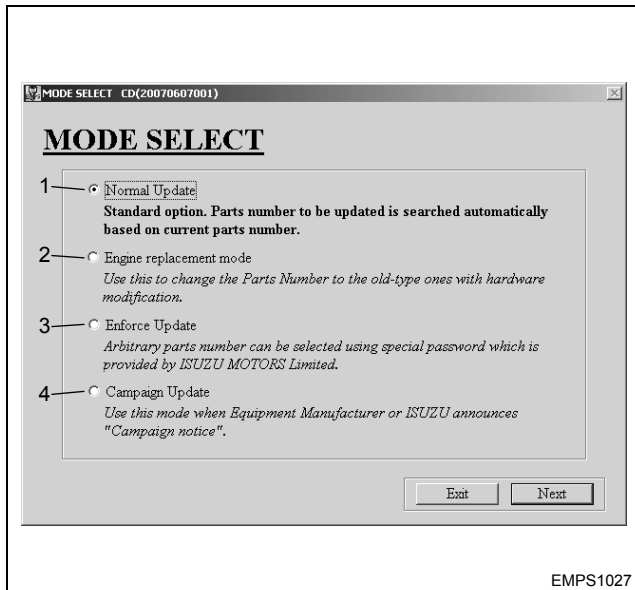 MODE SELECT CD(20070607001)
MODE SELECT
1 Normal Update
Standard option. Parts number to be updated is searched automatically
based on current parts number.
2 Engine replacement mode
Use this to change the Parts Number to the old-type ones with hardware
modification.
3 Enforce Update
Arbitrary parts number can be selected using special password which is
provided by ISUZU MOTORS Limited.
4 Campaign Update
Use this mode when Equipment Manufacturer or ISUZU announces
"Campaign notice".
Exit Next
EMPS1027